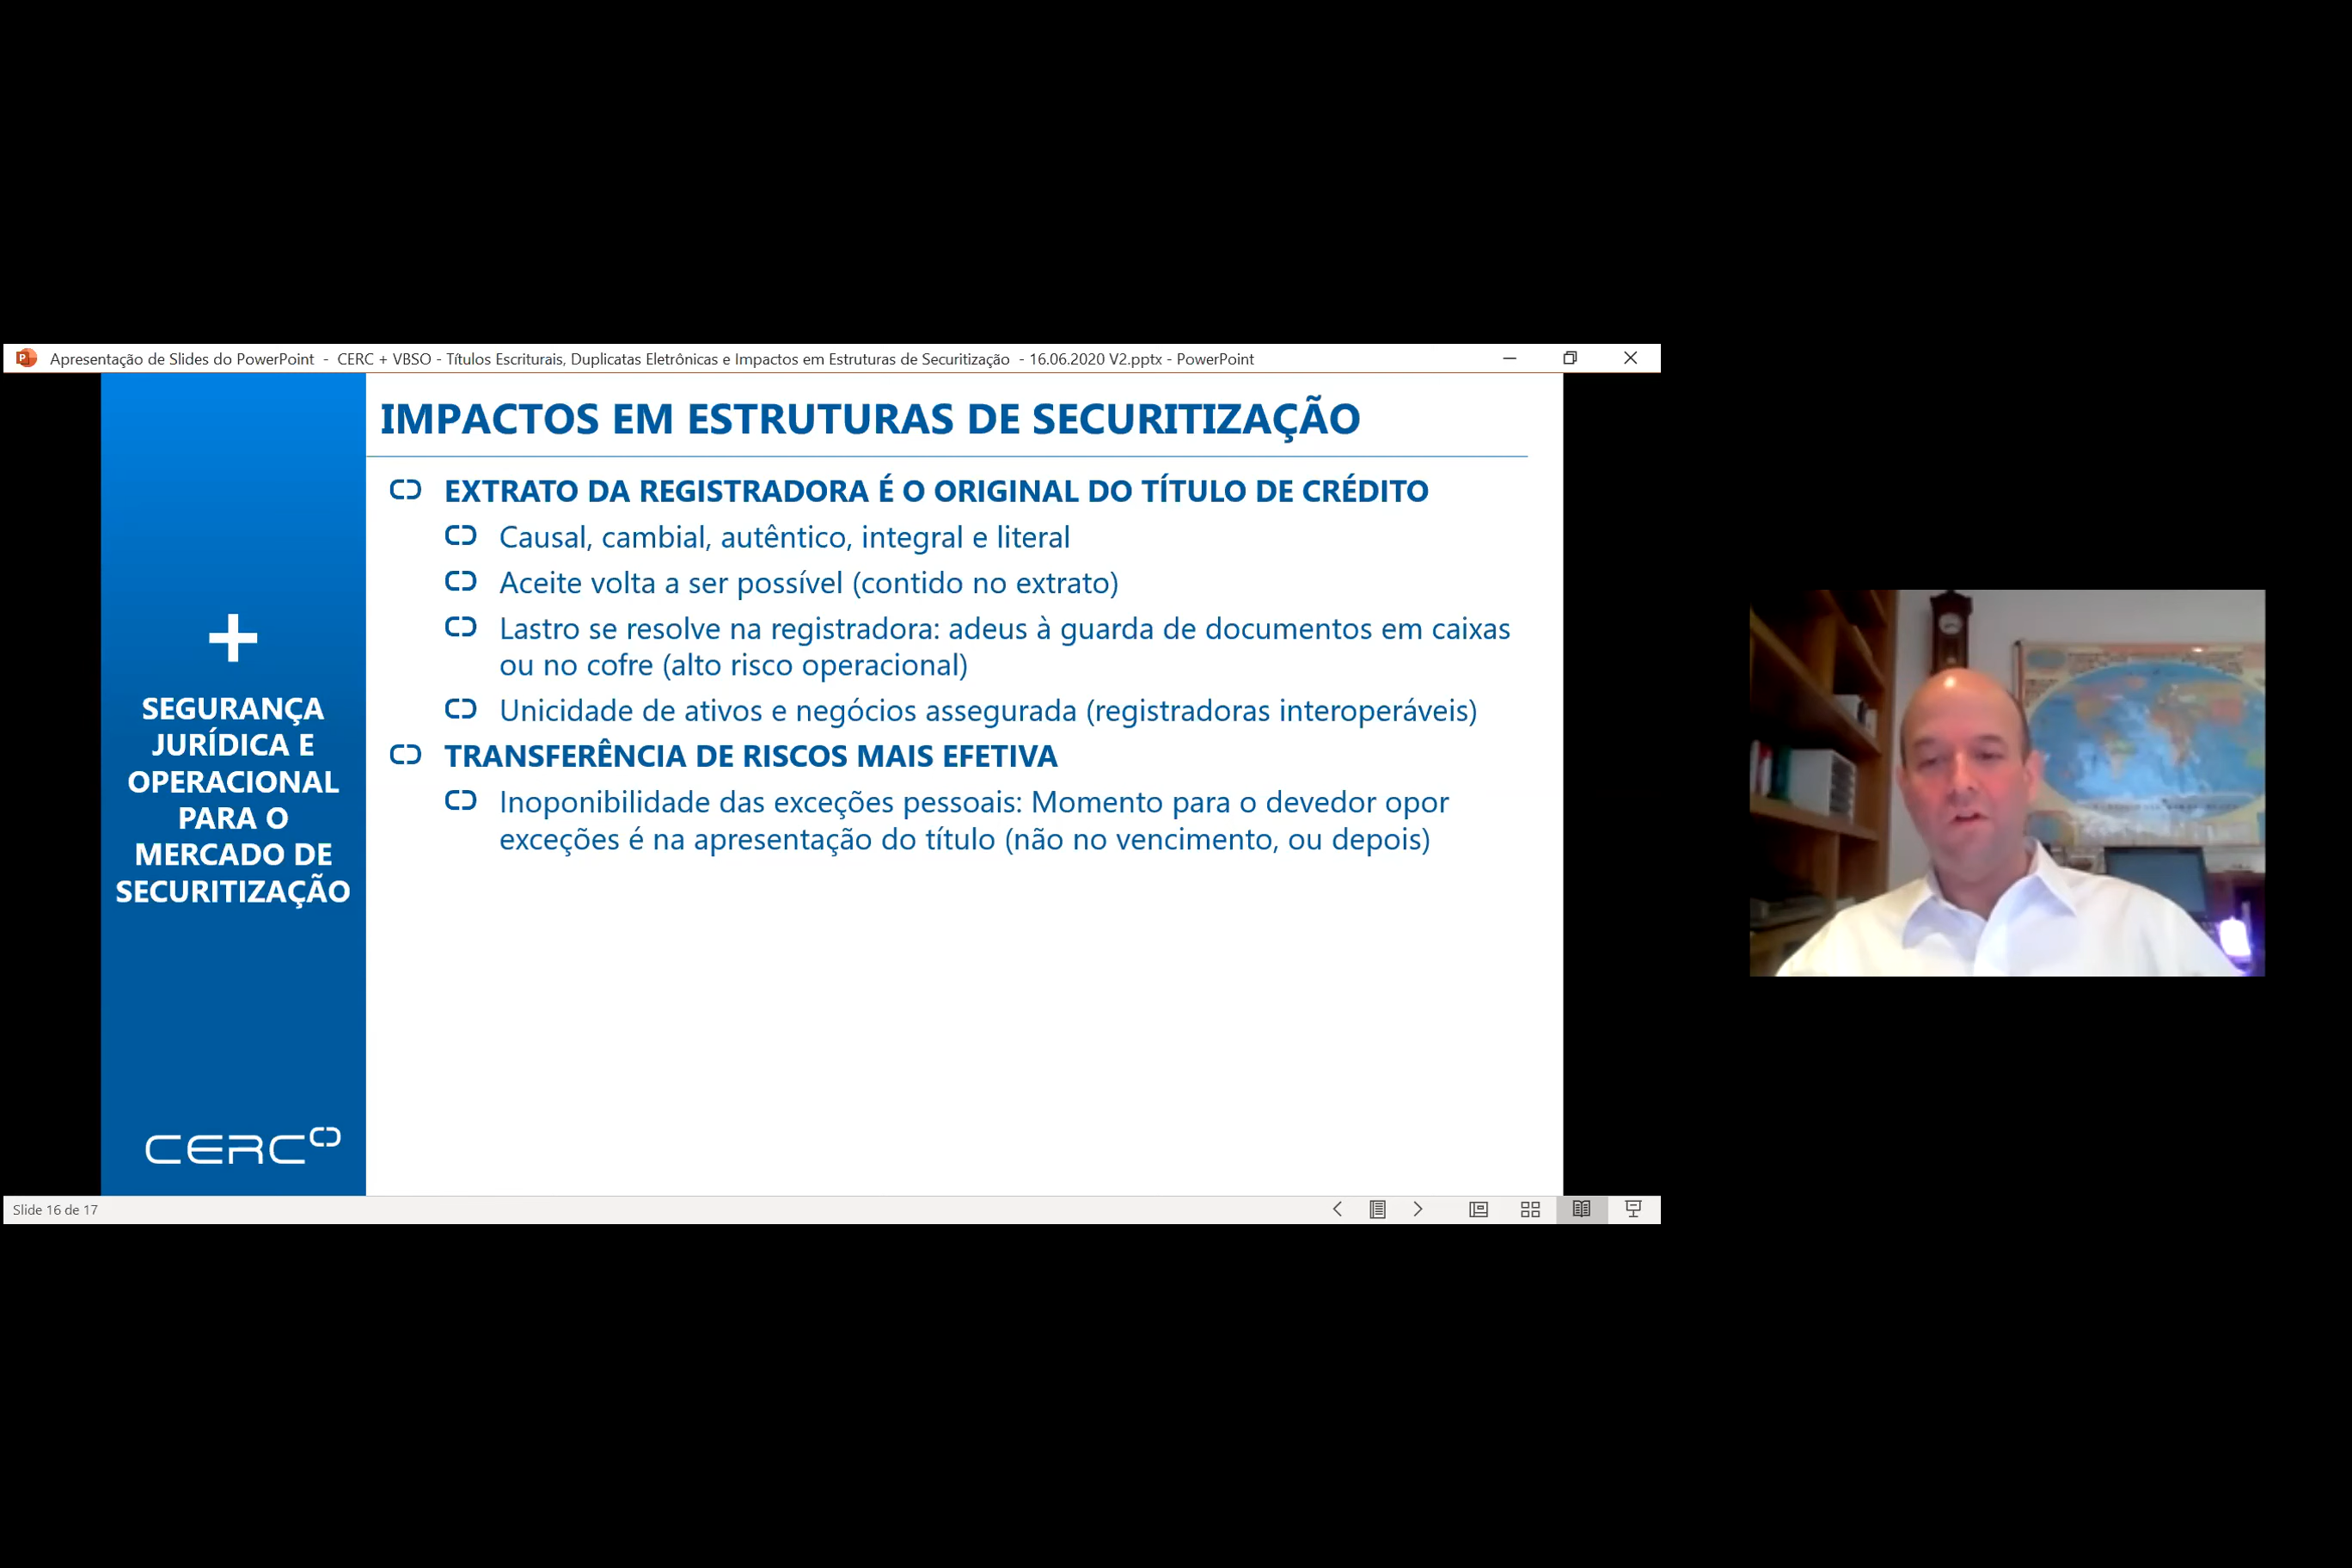 Apresentação de Slides do PowerPoint - CERC + VBSO - Títulos Escriturais, Duplicatas Eletrônicas e Impactos em Estruturas de Securitização - 16.06.2020 V2.pptx - PowerPoint
IMPACTOS EM ESTRUTURAS DE SECURITIZAÇÃO
EXTRATO DA REGISTRADORA É O ORIGINAL DO TÍTULO DE CRÉDITO
Causal, cambial, autêntico, integral e literal
Aceite volta a ser possível (contido no extrato)
Lastro se resolve na registradora: adeus à guarda de documentos em caixas
ou no cofre (alto risco operacional)
Unicidade de ativos e negócios assegurada (registradoras interoperáveis)
TRANSFERÊNCIA DE RISCOS MAIS EFETIVA
Inoponibilidade das exceções pessoais: Momento para o devedor opor
exceções é na apresentação do título (não no vencimento, ou depois)
+
SEGURANÇA
JURÍDICA E
OPERACIONAL
PARA O
MERCADO DE
SECURITIZAÇÃO
CERC
Slide 16 de 17